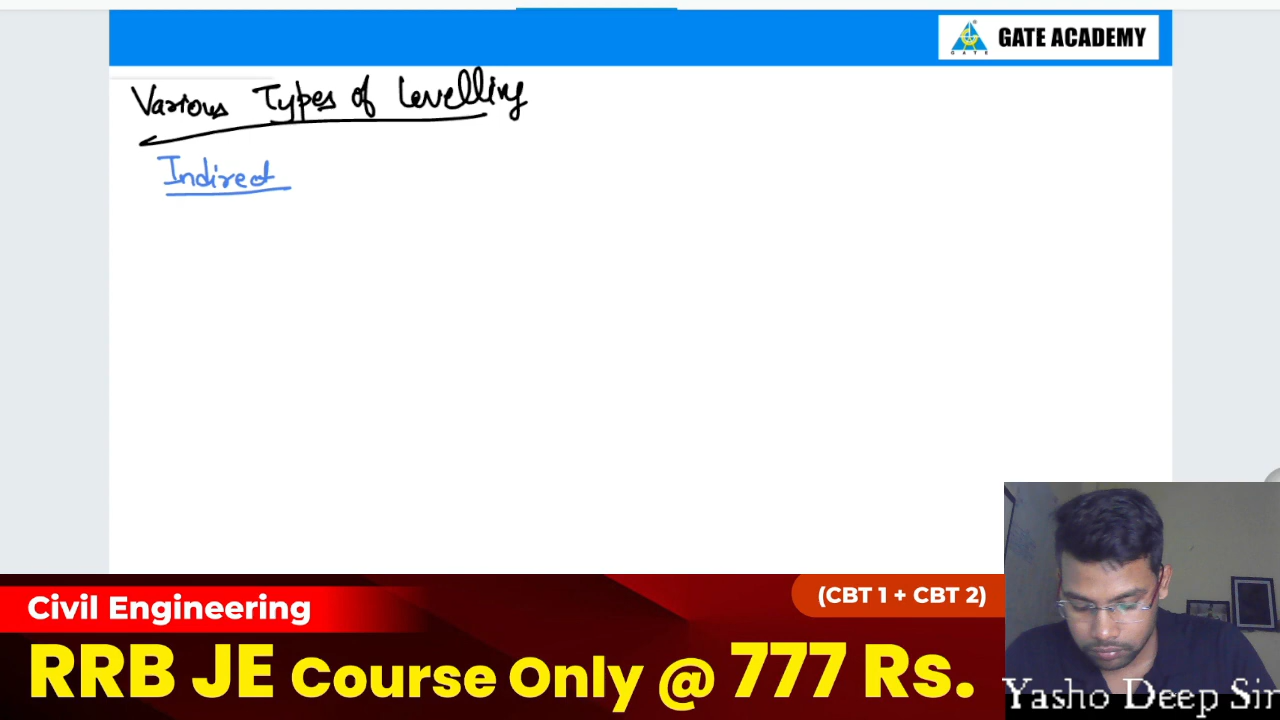 GATE ACADEMY
GATE
Various Types of Levelling
Indirect
Civil Engineering
(CBT 1 + CBT 2)
RRB JE Course Only @ 777 Rs.
Yasho Deep Sir